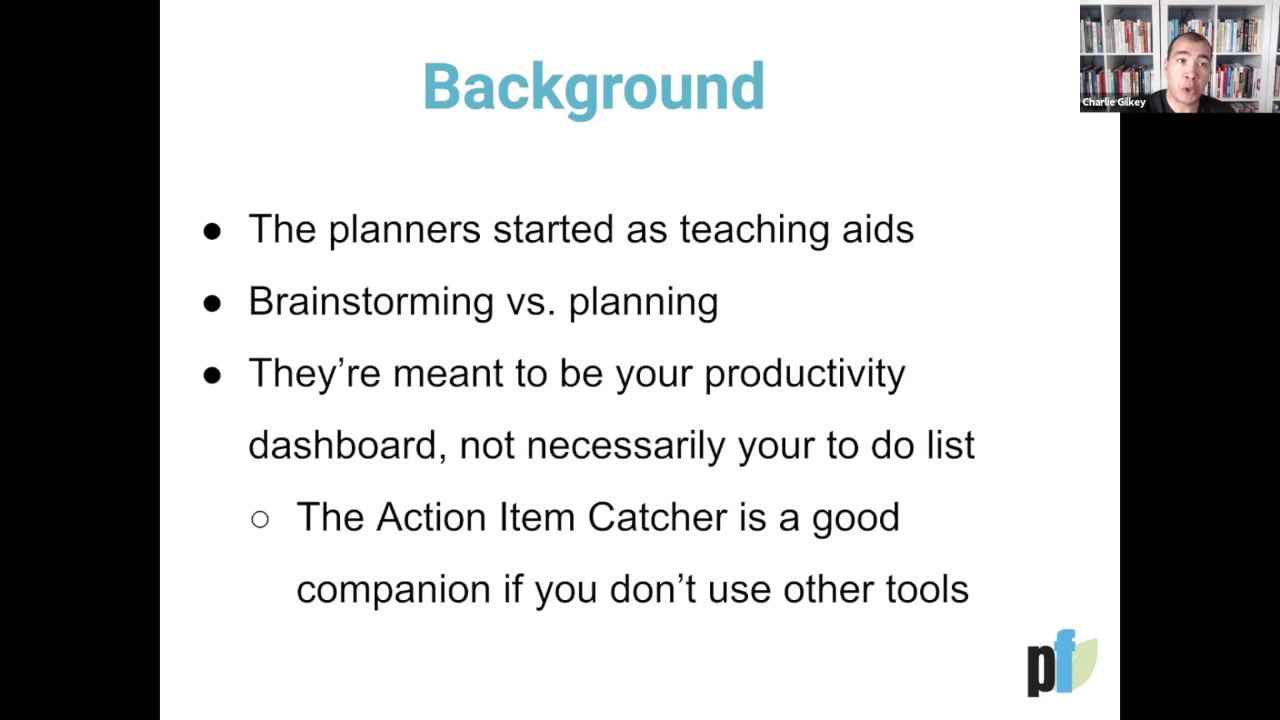 Background
Charlie Gilkey
● The planners started as teaching aids
● Brainstorming vs. planning
● They’re meant to be your productivity
dashboard, not necessarily your to do list
○ The Action Item Catcher is a good
companion if you don’t use other tools
pf